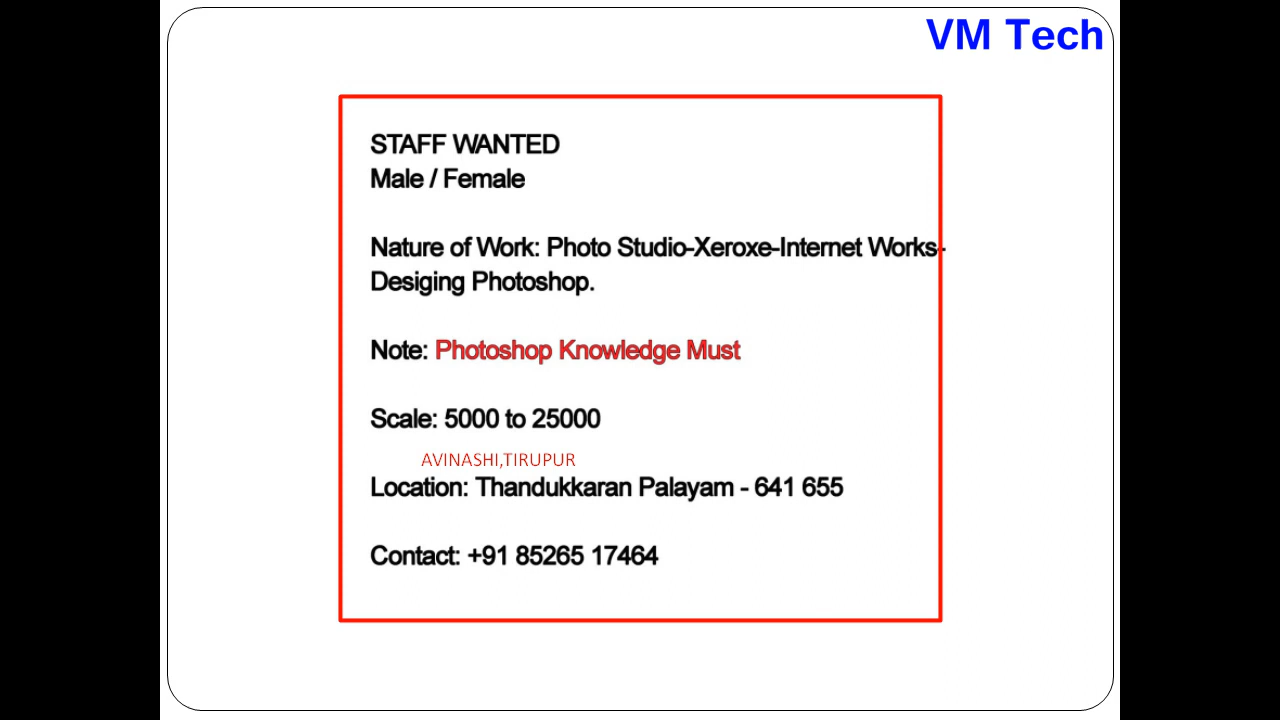 VM Tech
STAFF WANTED
Male / Female
Nature of Work: Photo Studio-Xeroxe-Internet Works-
Desiging Photoshop.
Note: Photoshop Knowledge Must
Scale: 5000 to 25000
AVINASHI,TIRUPUR
Location: Thandukkaran Palayam - 641 655
Contact: +91 85265 17464